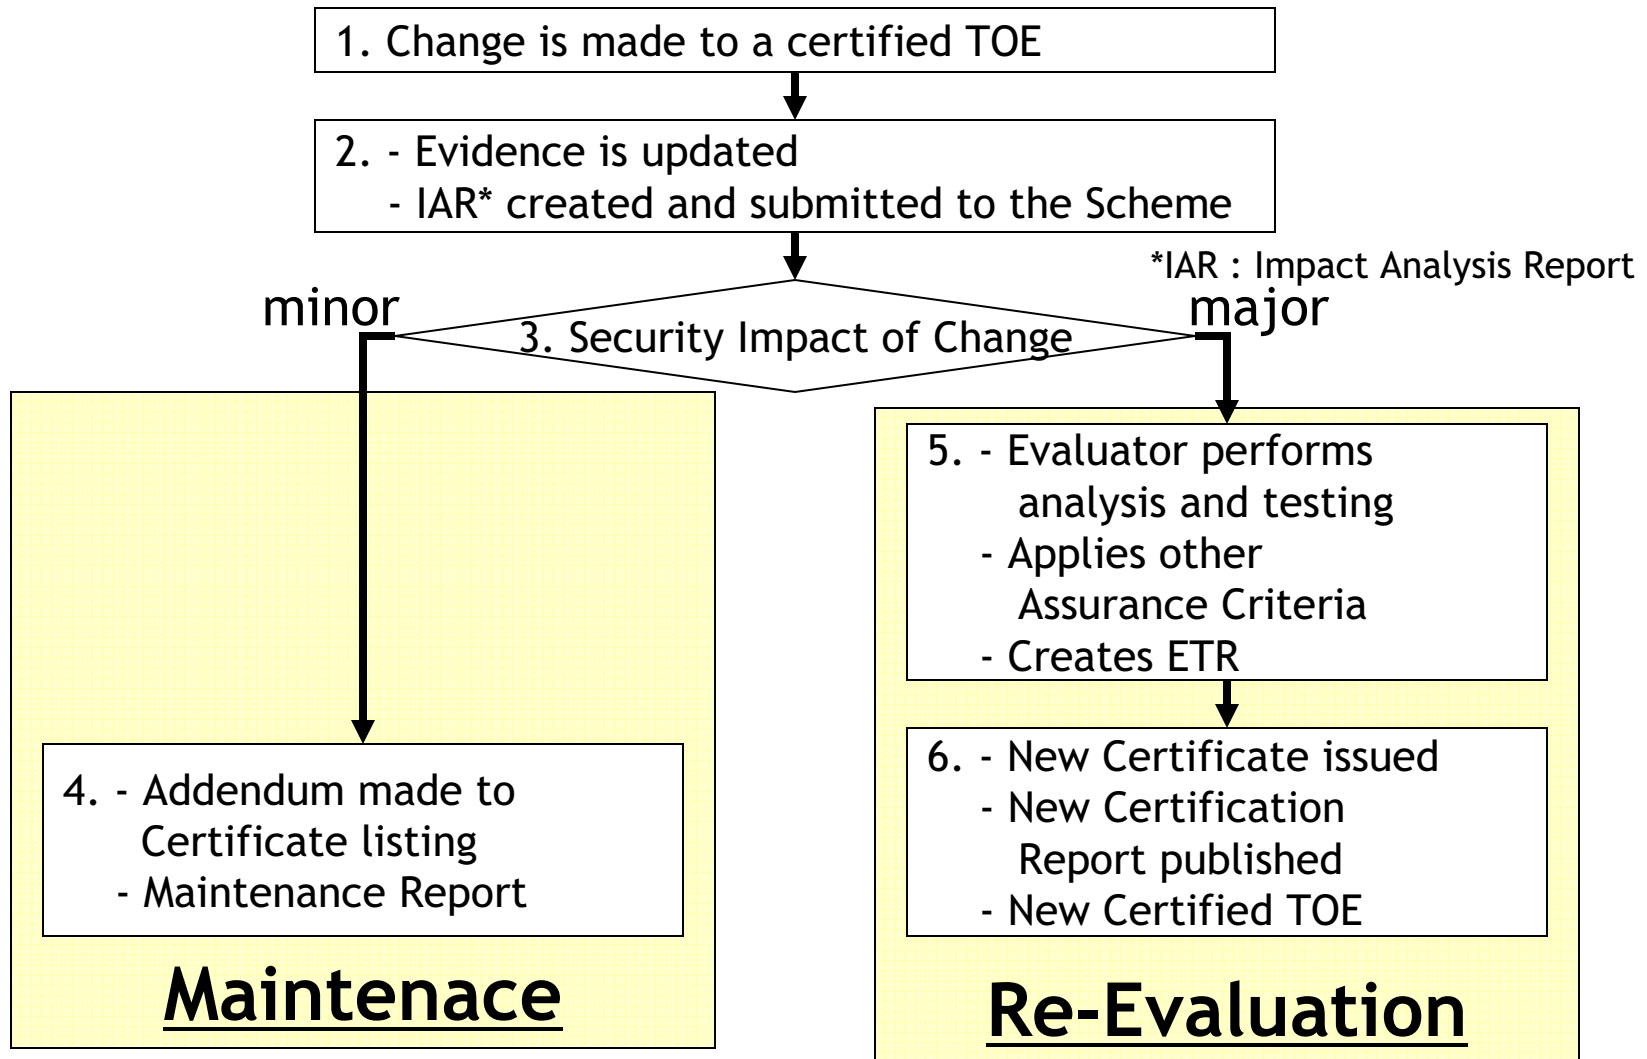 1. Change is made to a certified TOE
2. - Evidence is updated
- IAR* created and submitted to the Scheme
*IAR : Impact Analysis Report
minor
major
3. Security Impact of Change
5. - Evaluator performs
analysis and testing
- Applies other
Assurance Criteria
- Creates ETR
4. - Addendum made to
Certificate listing
- Maintenance Report
6. - New Certificate issued
- New Certification
Report published
- New Certified TOE
Maintenace
Re-Evaluation